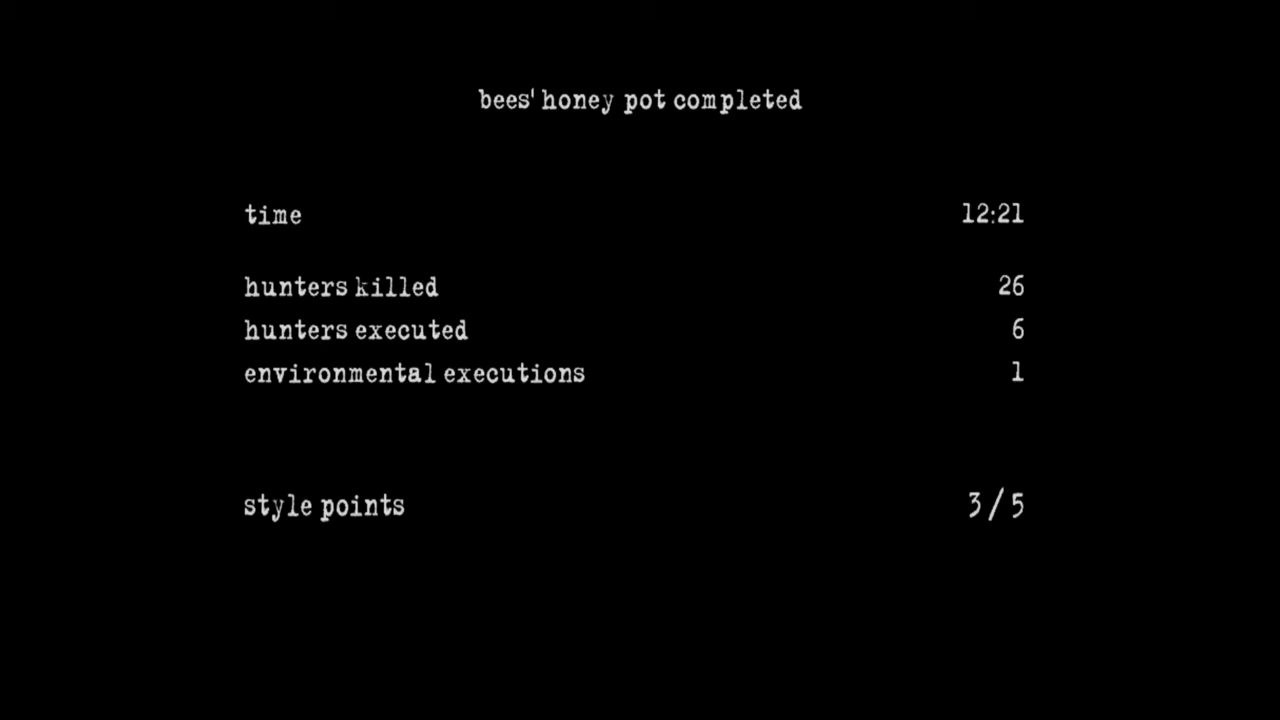 bees' honey pot completed
time 12:21
hunters killed 26
hunters executed 6
environmental executions 1
style points 3 / 5